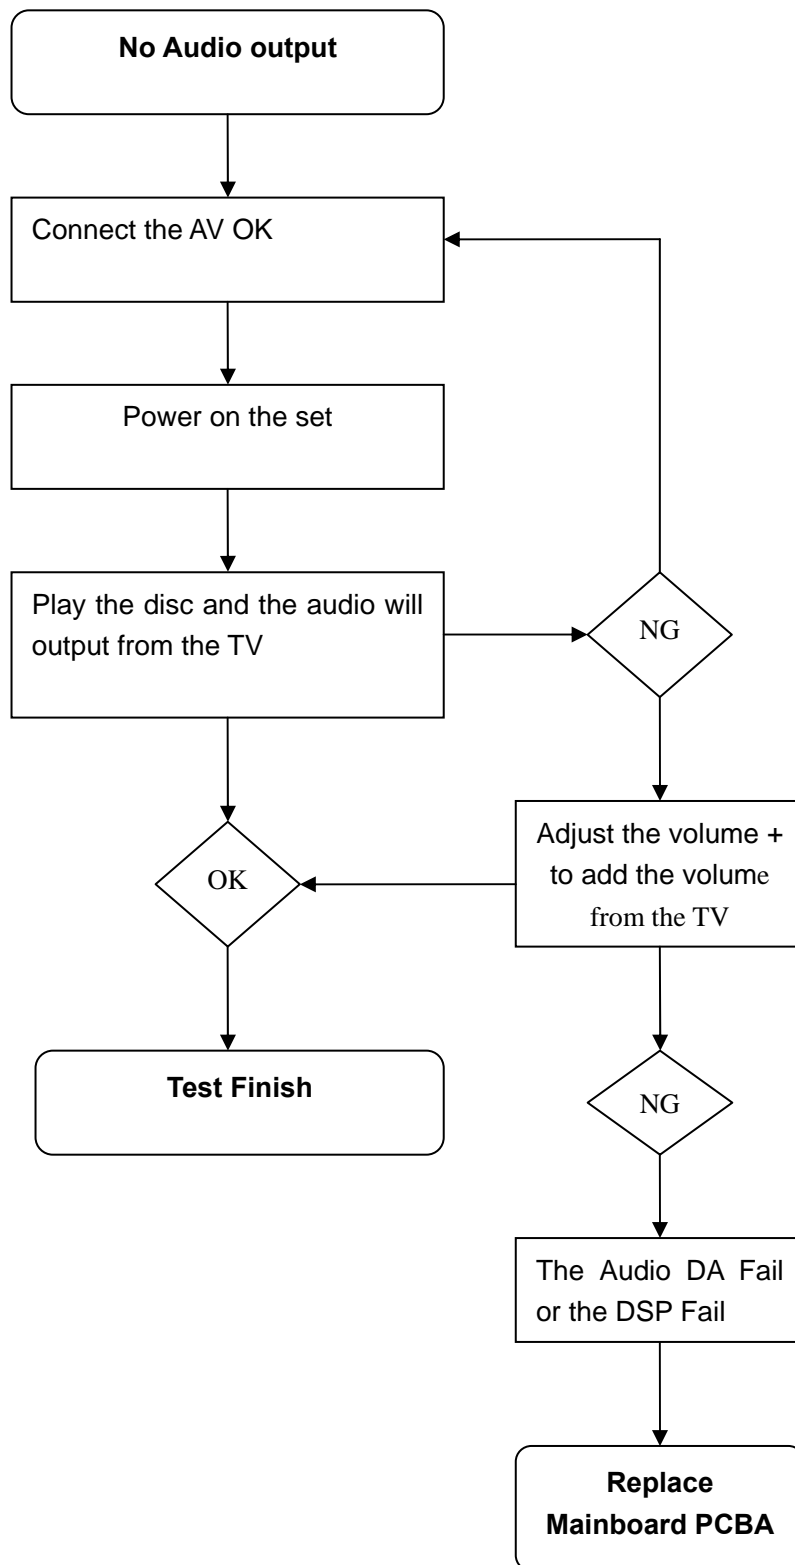 No Audio output
Connect the AV OK
Power on the set
Play the disc and the audio will
output from the TV
NG
Adjust the volume +
to add the volume
from the TV
OK
Test Finish
NG
The Audio DA Fail
or the DSP Fail
Replace
Mainboard PCBA